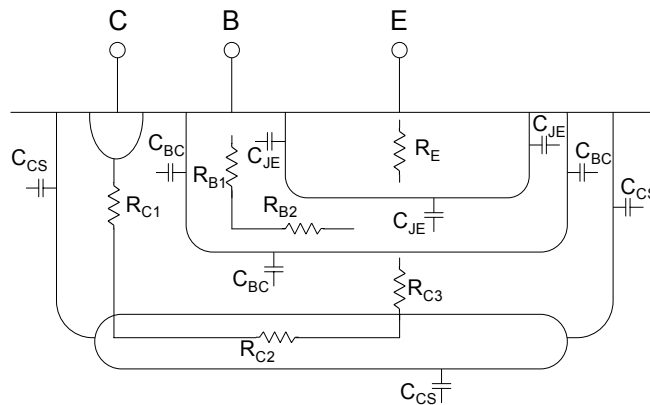 C B E
C_JE
C_CS C_BC C_JE R_E C_BC
R_B1 C_CS
R_C1 R_B2
C_JE
C_BC R_C3
R_C2
C_CS